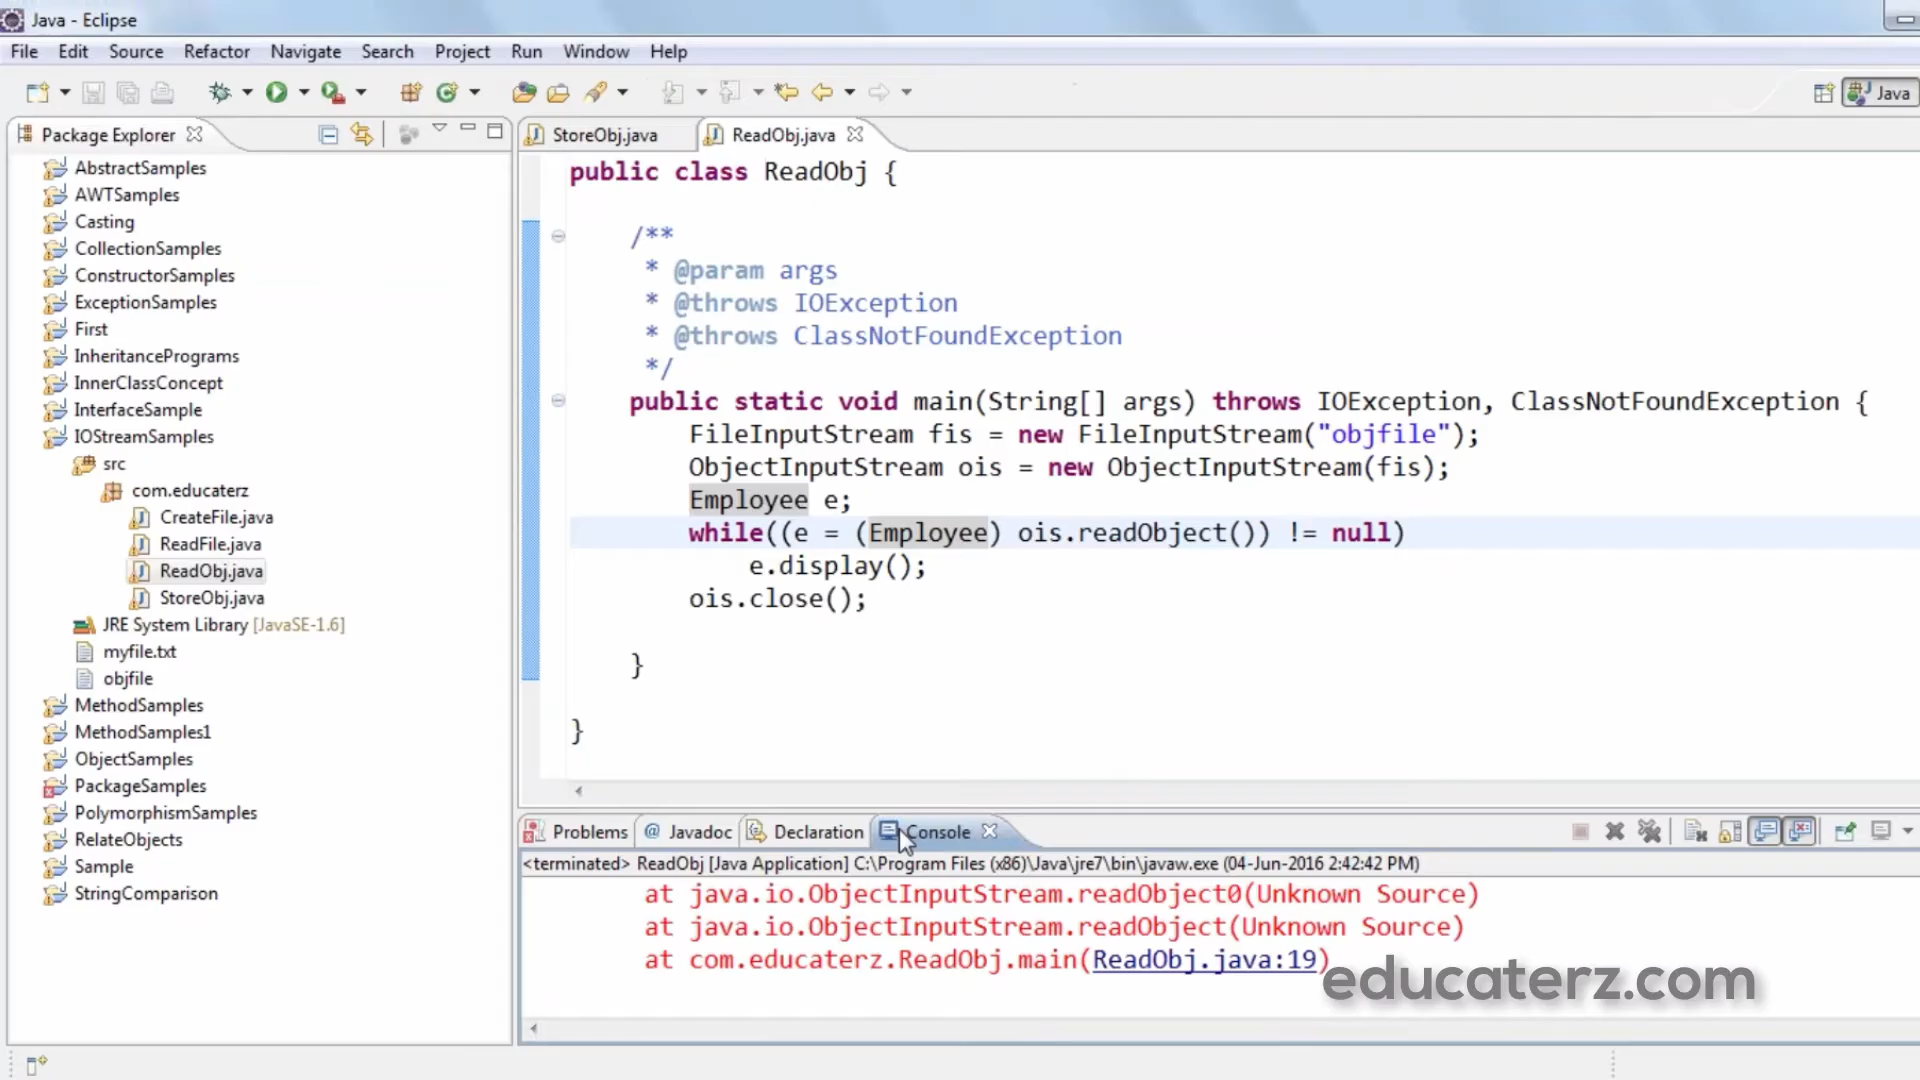 Java - Eclipse
File Edit Source Refactor Navigate Search Project Run Window Help
Java
Package Explorer
AbstractSamples
AWTSamples
Casting
CollectionSamples
ConstructorSamples
ExceptionSamples
First
InheritancePrograms
InnerClassConcept
InterfaceSample
IOStreamSamples
src
com.educaterz
CreateFile.java
ReadFile.java
ReadObj.java
StoreObj.java
JRE System Library [JavaSE-1.6]
myfile.txt
objfile
MethodSamples
MethodSamples1
ObjectSamples
PackageSamples
PolymorphismSamples
RelateObjects
Sample
StringComparison
StoreObj.java ReadObj.java
public class ReadObj {
/**
* @param args
* @throws IOException
* @throws ClassNotFoundException
*/
public static void main(String[] args) throws IOException, ClassNotFoundException {
FileInputStream fis = new FileInputStream("objfile");
ObjectInputStream ois = new ObjectInputStream(fis);
Employee e;
while((e = (Employee) ois.readObject()) != null)
e.display();
ois.close();
}
}
Problems @ Javadoc Declaration Console
<terminated> ReadObj [Java Application] C:\Program Files (x86)\Java\jre7\bin\javaw.exe (04-Jun-2016 2:42:42 PM)
at java.io.ObjectInputStream.readObject0(Unknown Source)
at java.io.ObjectInputStream.readObject(Unknown Source)
at com.educaterz.ReadObj.main(ReadObj.java:19)
educaterz.com